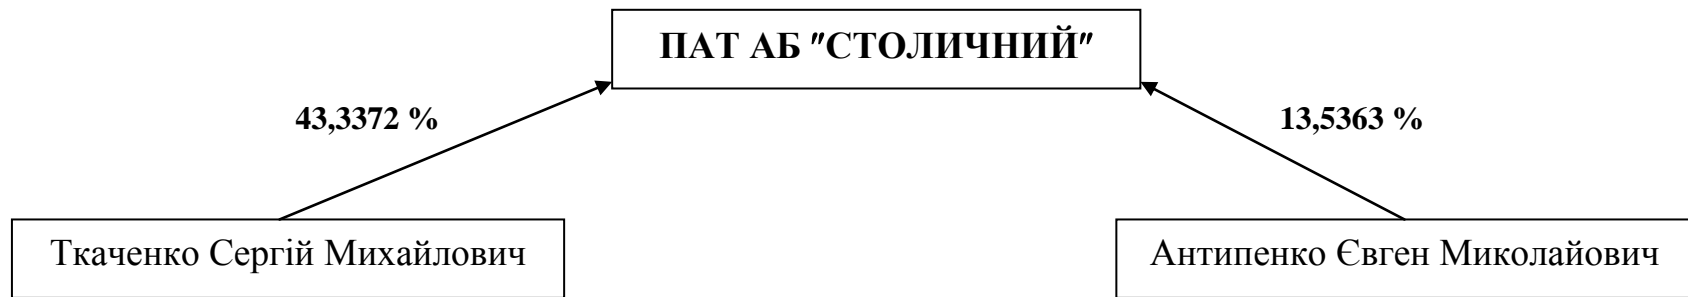 ПАТ АБ "СТОЛИЧНИЙ"
43,3372 %
13,5363 %
Ткаченко Сергій Михайлович
Антипенко Євген Миколайович